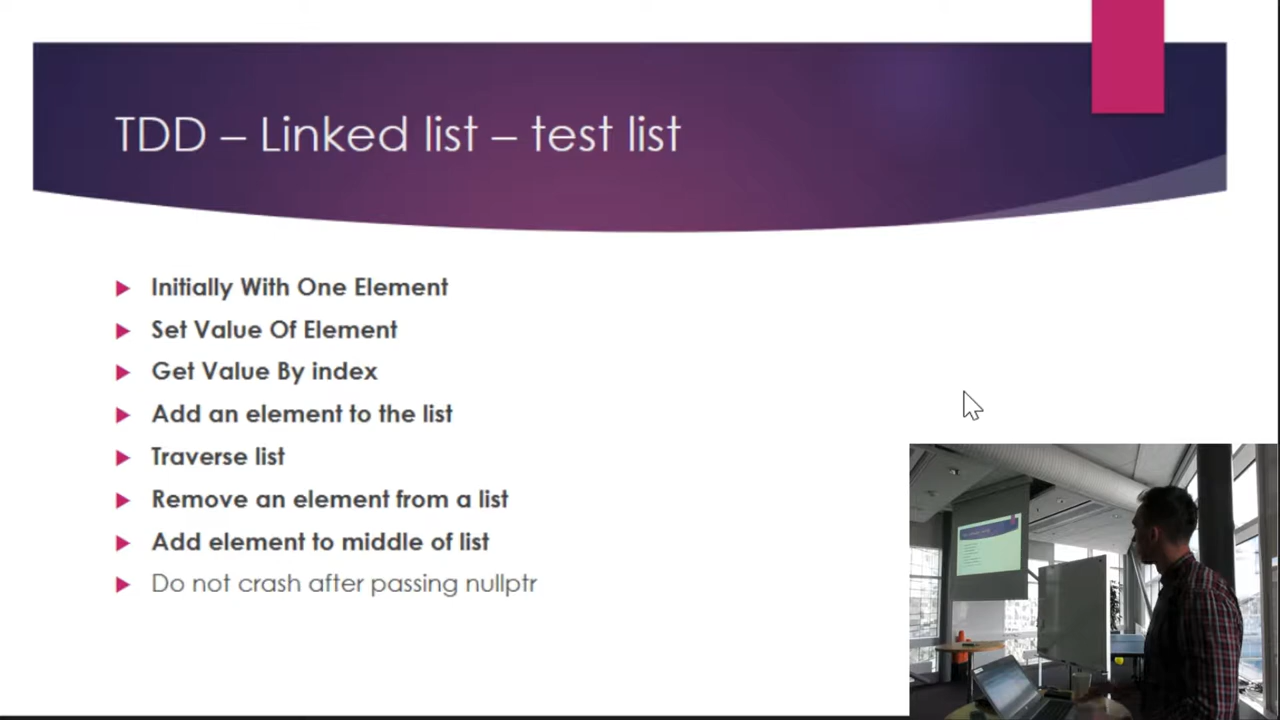 TDD – Linked list – test list
Initially With One Element
Set Value Of Element
Get Value By index
Add an element to the list
Traverse list
Remove an element from a list
Add element to middle of list
Do not crash after passing nullptr